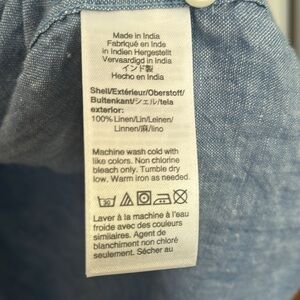 Made in India
Fabriqué en Inde
in Indien Hergestellt
Vervaardigd in India
インド製
Hecho en India
Shell/Extérieur/Oberstoff/
Buitenkant/シェル/tela
exterior:
100% Linen/Lin/Leinen/
Linnen/麻/lino
Machine wash cold with
like colors. Non chlorine
bleach only. Tumble dry
low. Warm iron as needed.
30
Laver à la machine à l'eau
froide avec des couleurs
similaires. Agent de
blanchiment non chloré
seulement. Sécher au